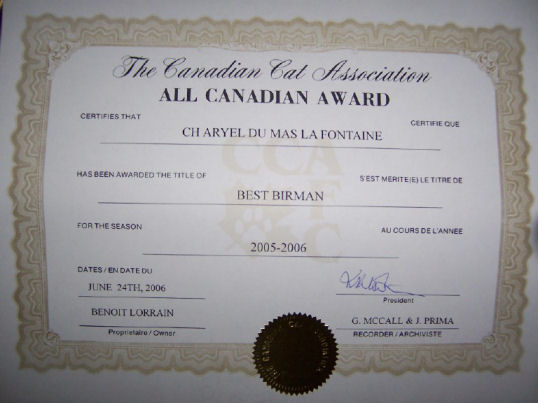 The Canadian Cat Association
ALL CANADIAN AWARD
CERTIFIES THAT
CERTIFIE QUE
CH ARYEL DU MAS LA FONTAINE
HAS BEEN AWARDED THE TITLE OF
S'EST MERITE(E) LE TITRE DE
BEST BIRMAN
FOR THE SEASON
AU COURS DE L'ANNÉE
2005-2006
DATES / EN DATE DU
JUNE 24TH, 2006
President
BENOIT LORRAIN
G. MCCALL & J. PRIMA
Propriétaire / Owner
RECORDER / ARCHIVISTE
CCA